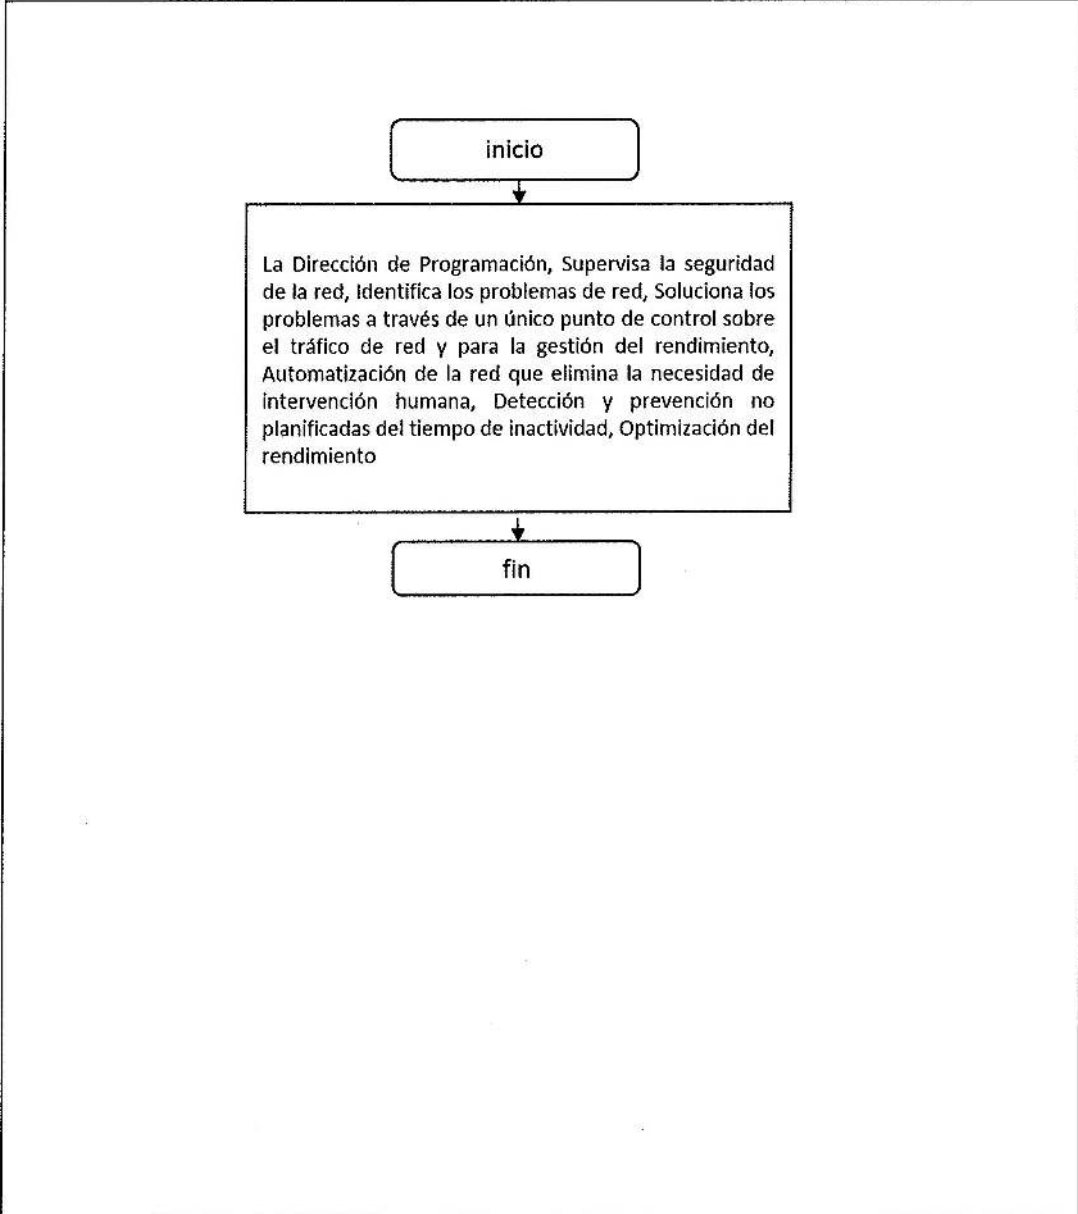 inicio
La Dirección de Programación, Supervisa la seguridad
de la red, Identifica los problemas de red, Soluciona los
problemas a través de un único punto de control sobre
el tráfico de red y para la gestión del rendimiento,
Automatización de la red que elimina la necesidad de
intervención humana, Detección y prevención no
planificadas del tiempo de inactividad, Optimización del
rendimiento
fin